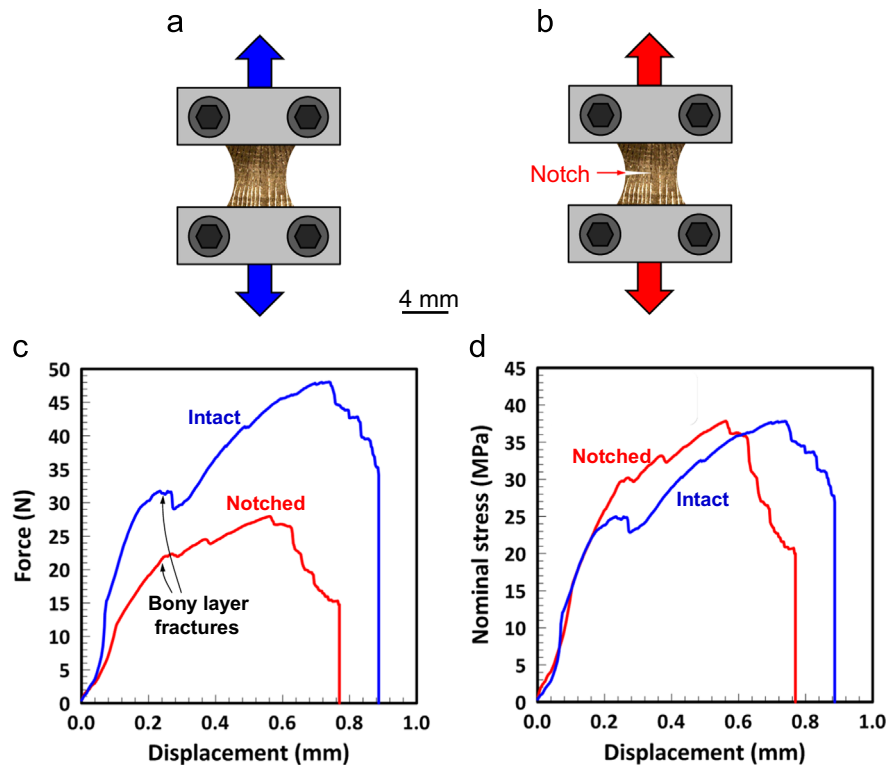 a
b
Notch
4 mm
c
50
45
40
35
30
25
20
15
10
5
0
Force (N)
Intact
Notched
Bony layer
fractures
0.0
0.2
0.4
0.6
0.8
1.0
Displacement (mm)
d
45
40
35
30
25
20
15
10
5
0
Nominal stress (MPa)
Notched
Intact
0.0
0.2
0.4
0.6
0.8
1.0
Displacement (mm)